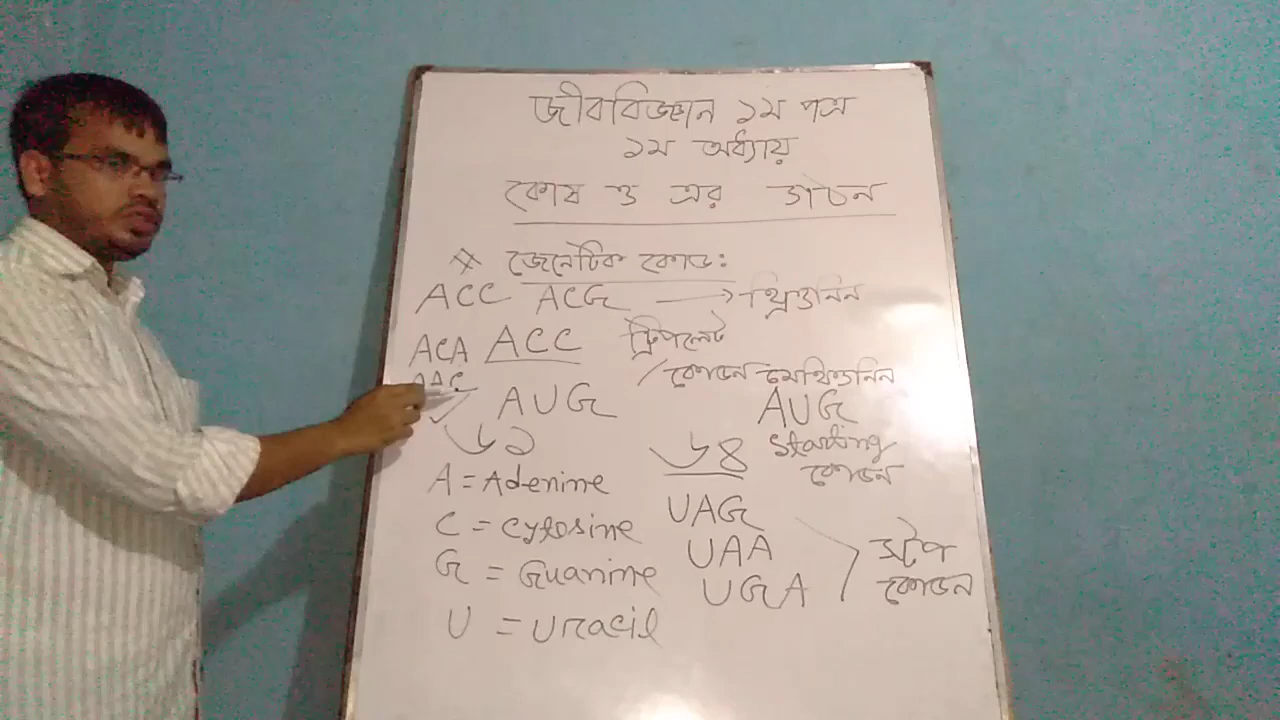 জীববিজ্ঞান ১ম পত্র
১ম অধ্যায়
কোষ ও এর গঠন
* জেনেটিক কোড:
ACC ACG → থ্রিওনিন
ACA ACC ট্রিপলেট
AAC / কোডন মেথিওনিন
AUG AUG
৬১ ৬৪ Starting
A = Adenine কোডন
C = Cytosine UAG
G = Guanine UAA স্টপ
U = Uracil UGA কোডন